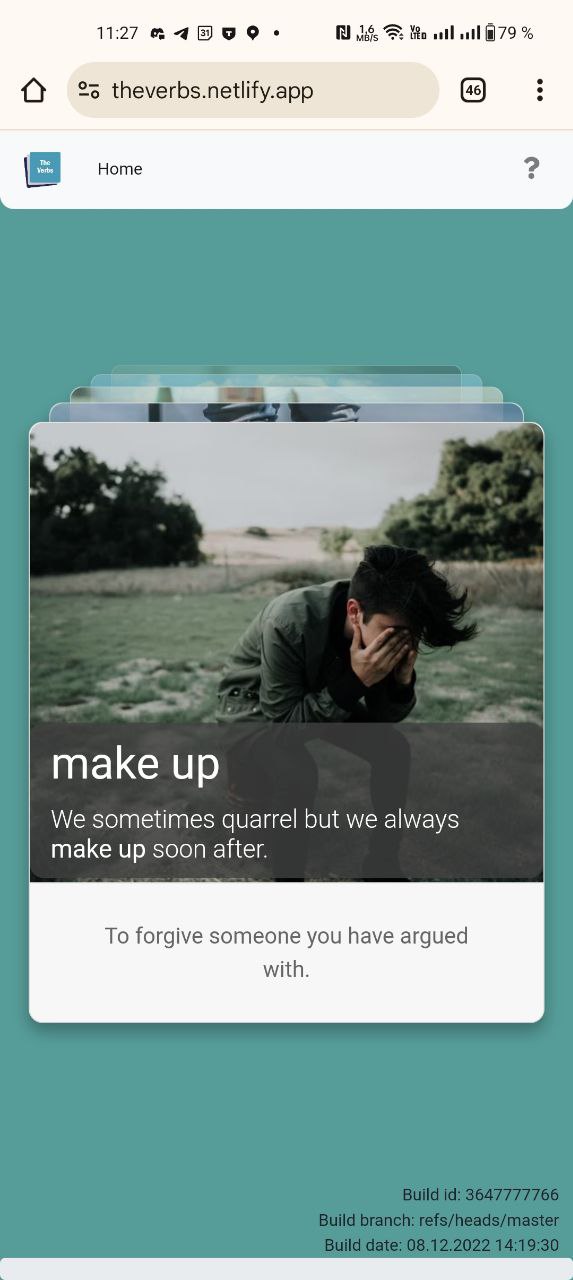 11:27
31
1,6
MB/S
Vo
LTE
79 %
theverbs.netlify.app
46
The
Verbs
Home
?
make up
We sometimes quarrel but we always
make up soon after.
To forgive someone you have argued
with.
Build id: 3647777766
Build branch: refs/heads/master
Build date: 08.12.2022 14:19:30